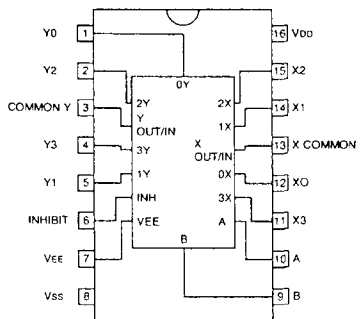 Y0 1 16 VDD
0Y
Y2 2 2Y 2X 15 X2
COMMON Y 3 Y OUT/IN 1X 14 X1
Y3 4 3Y X OUT/IN 13 X COMMON
Y1 5 1Y 0X 12 XO
INHIBIT 6 INH 3X 11 X3
VEE 7 VEE A 10 A
B
VSS 8 9 B